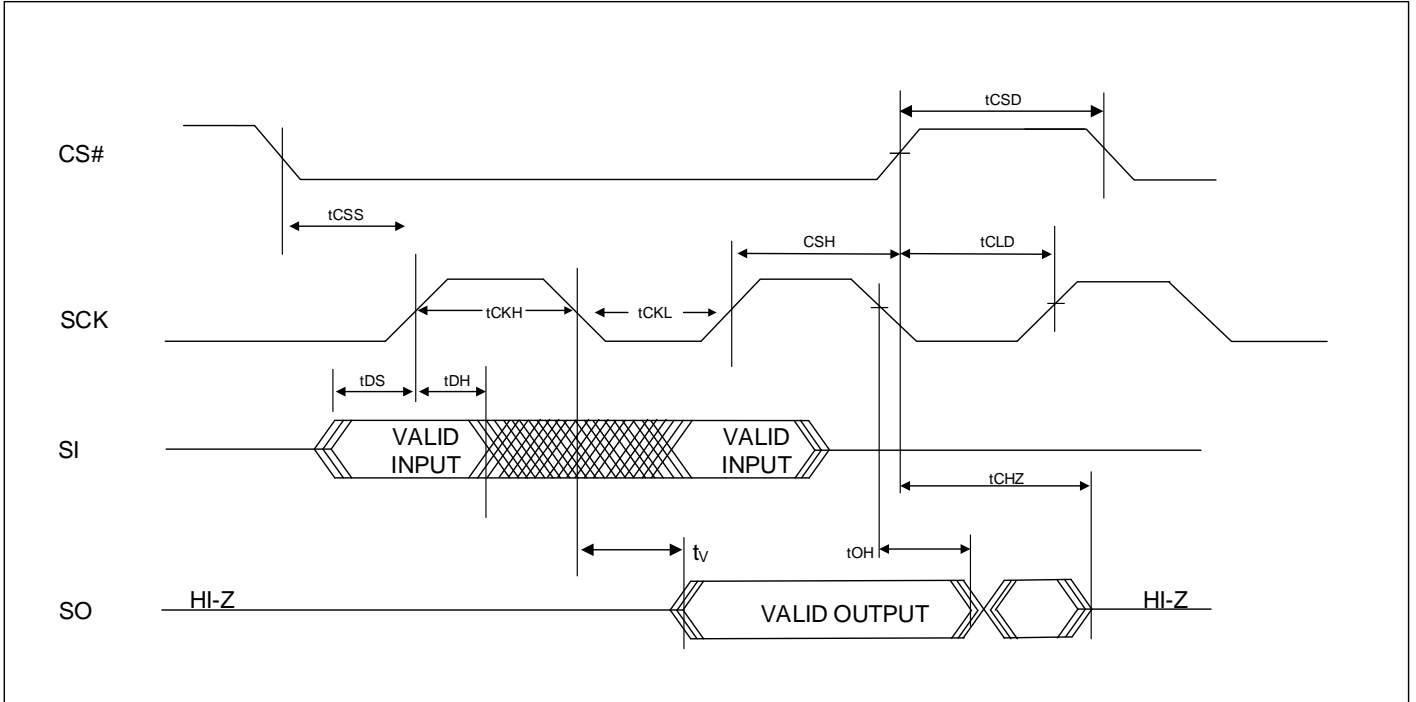 tCSD
CS#
tCSS
CSH
tCLD
SCK
tCKH
tCKL
tDS
tDH
SI
VALID
INPUT
VALID
INPUT
tCHZ
tV
tOH
SO
HI-Z
VALID OUTPUT
HI-Z